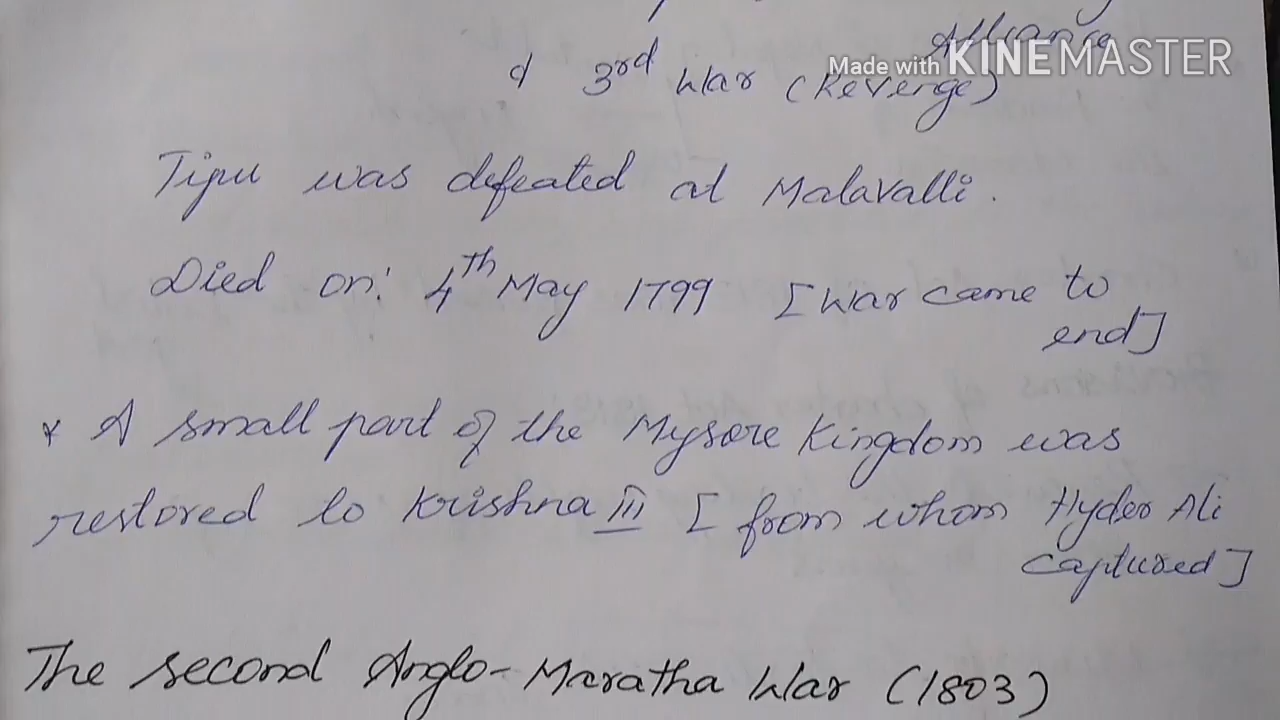 Alliance
Made with KINEMASTER
d 3rd War (Revenge)
Tipu was defeated at Malavalli.
Died on: 4th May 1799 [War came to
end]
* A small part of the Mysore Kingdom was
restored to Krishna III [from whom Hyder Ali
captured]
The second Anglo-Maratha War (1803)